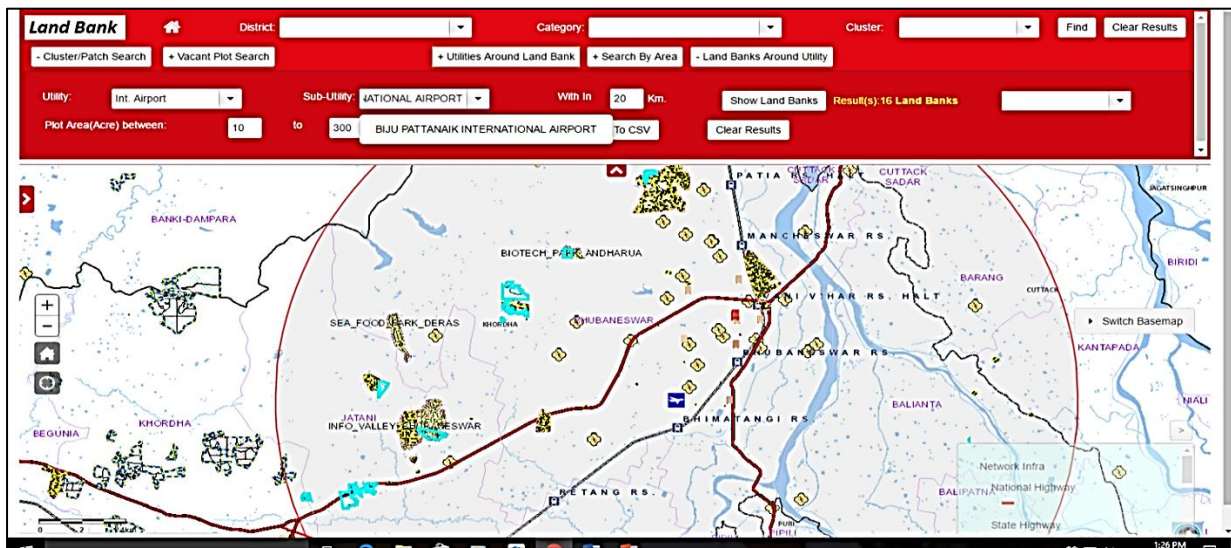 Land Bank District: Category: Cluster: Find Clear Results
- Cluster/Patch Search + Vacant Plot Search + Utilities Around Land Bank + Search By Area - Land Banks Around Utility
Utility: Int. Airport Sub-Utility: NATIONAL AIRPORT With In 20 Km. Show Land Banks Result(s):16 Land Banks
Plot Area(Acre) between: 10 to 300 BIJU PATTANAIK INTERNATIONAL AIRPORT To CSV Clear Results
CUTTACK
SADAR
CUTTACK
SADAR
JAGATSINGHPUR
BANKI-DAMPARA
MANCHESWAR RS.
BIOTECH_PARK_ANDHARUA
BIRIDI
BARANG
CUTTACK
SEA_FOOD_PARK_DERAS
KHORDHA
BHUBANESWAR
Switch Basemap
KANTAPADA
BHUBANESWAR RS.
NIALI
BALIANTA
JATANI
KHORDHA
BEGUNIA
BHIMATANGI RS.
Network Infra
National Highway
RETANG RS.
BALIPATNA
State Highway
PURI
PIPILI
1:26 PM